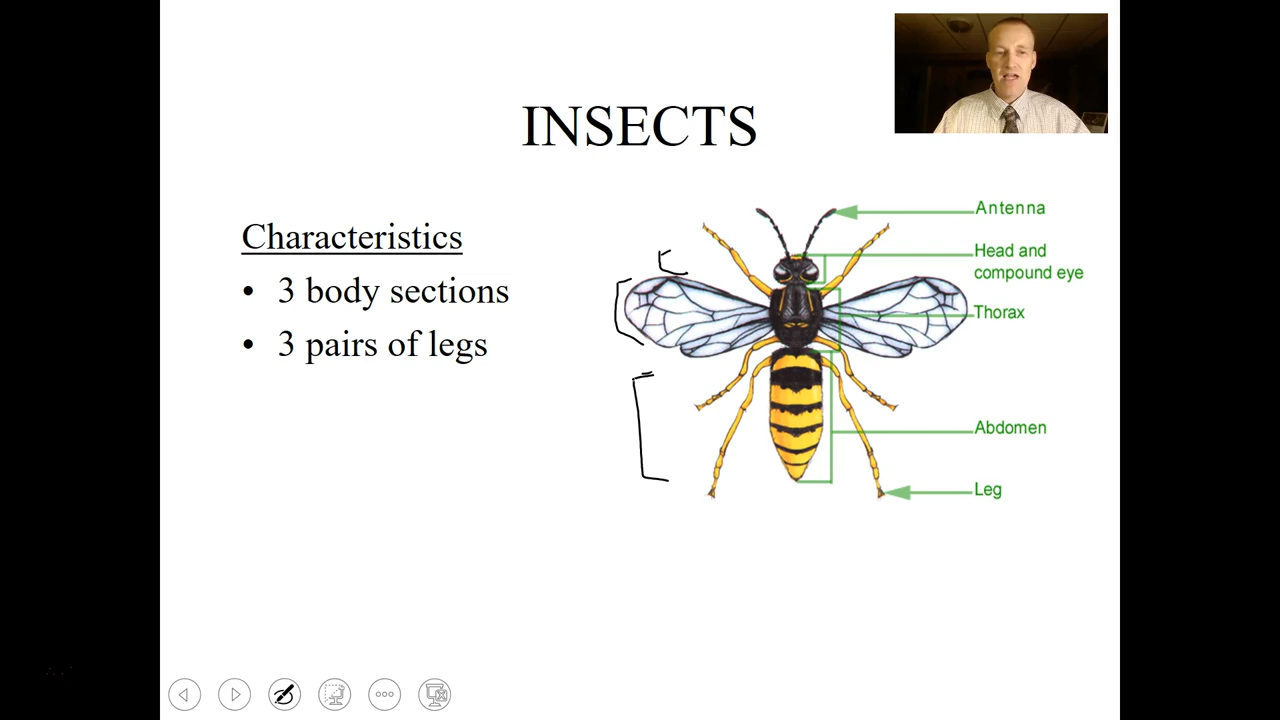 INSECTS
Characteristics
• 3 body sections
• 3 pairs of legs
Antenna
Head and
compound eye
Thorax
Abdomen
Leg